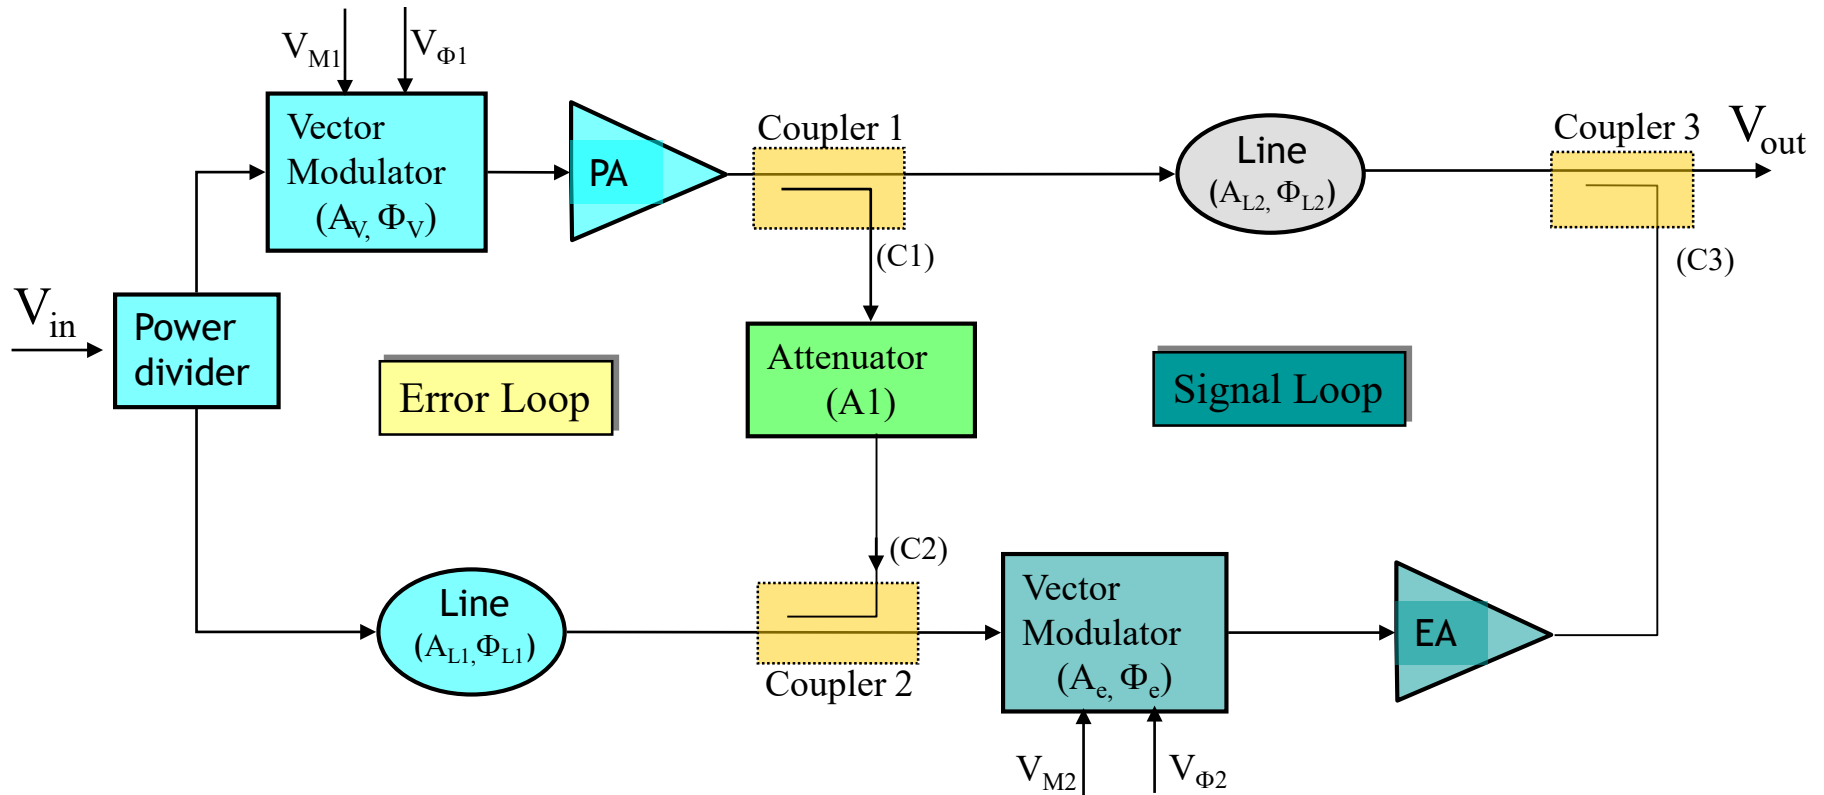 V_M1
V_Φ1
Vector
Modulator
(A_V, Φ_V)
PA
Coupler 1
(C1)
Line
(A_L2, Φ_L2)
Coupler 3
V_out
(C3)
V_in
Power
divider
Error Loop
Attenuator
(A1)
Signal Loop
(C2)
Line
(A_L1,Φ_L1)
Coupler 2
Vector
Modulator
(A_e, Φ_e)
EA
V_M2
V_Φ2